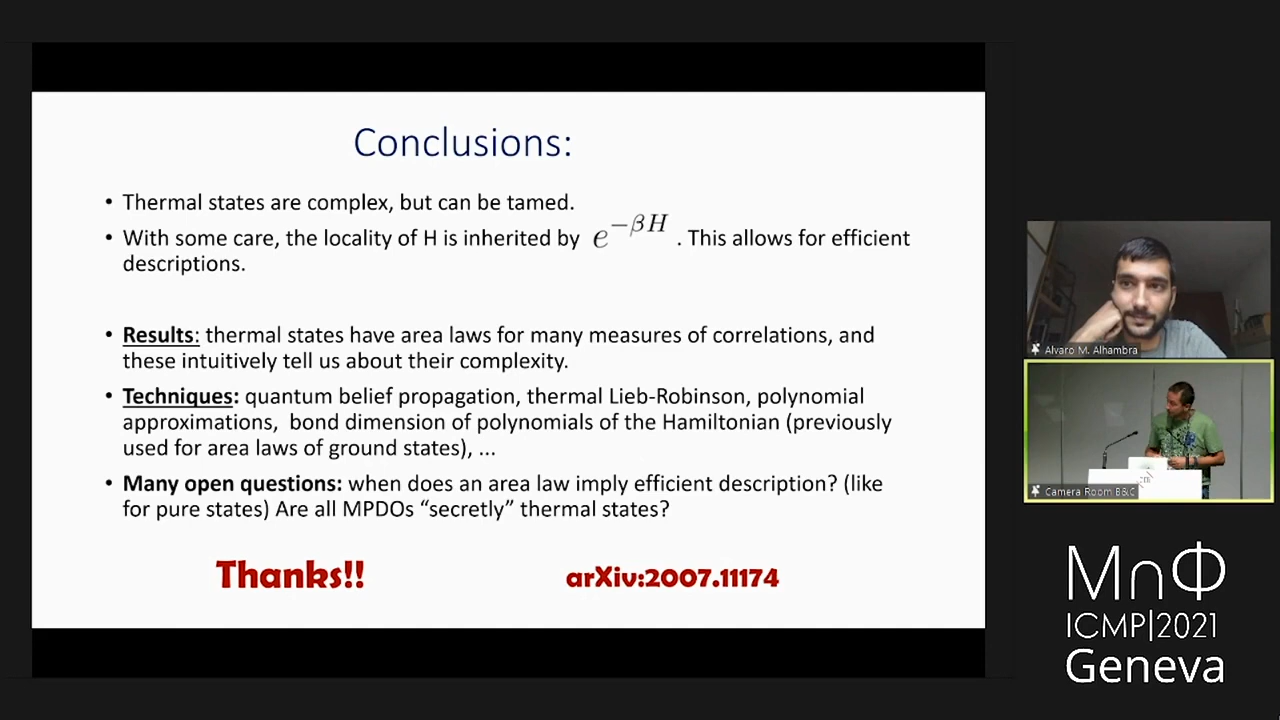 Conclusions:
• Thermal states are complex, but can be tamed.
• With some care, the locality of H is inherited by e^{-βH} . This allows for efficient
descriptions.
• Results: thermal states have area laws for many measures of correlations, and
these intuitively tell us about their complexity.
• Techniques: quantum belief propagation, thermal Lieb-Robinson, polynomial
approximations, bond dimension of polynomials of the Hamiltonian (previously
used for area laws of ground states), ...
• Many open questions: when does an area law imply efficient description? (like
for pure states) Are all MPDOs “secretly” thermal states?
Thanks!!
arXiv:2007.11174
Alvaro M. Alhambra
Camera Room B&C
M∩Φ
ICMP|2021
Geneva